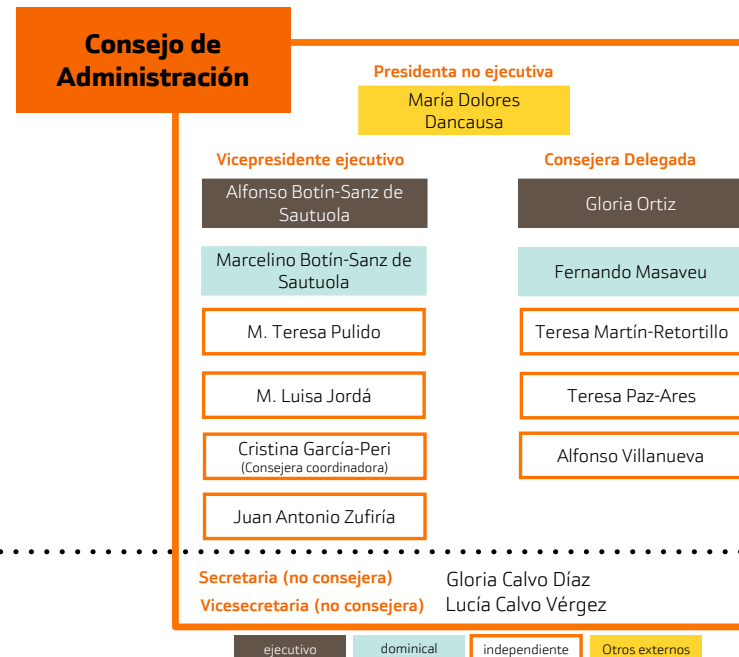 Consejo de
Administración
Presidenta no ejecutiva
María Dolores
Dancausa
Vicepresidente ejecutivo
Consejera Delegada
Alfonso Botín-Sanz de
Sautuola
Gloria Ortiz
Marcelino Botín-Sanz de
Sautuola
Fernando Masaveu
M. Teresa Pulido
Teresa Martín-Retortillo
M. Luisa Jordá
Teresa Paz-Ares
Cristina García-Peri
(Consejera coordinadora)
Alfonso Villanueva
Juan Antonio Zufiría
Secretaria (no consejera)
Gloria Calvo Díaz
Vicesecretaria (no consejera)
Lucía Calvo Vérgez
ejecutivo
dominical
independiente
Otros externos